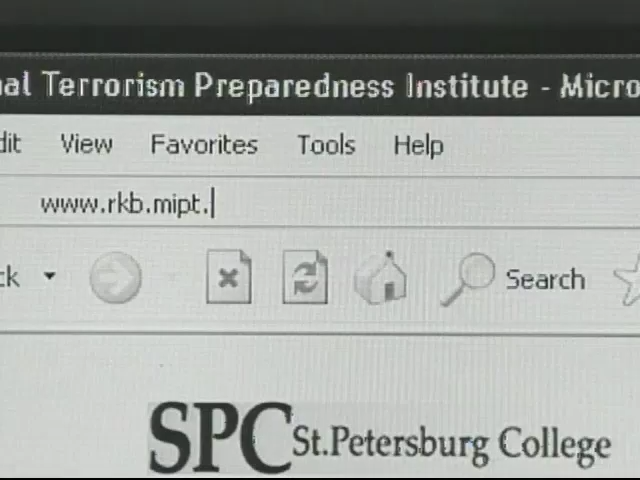 al Terrorism Preparedness Institute - Micro
dit View Favorites Tools Help
www.rkb.mipt.
ck Search
SPC St.Petersburg College